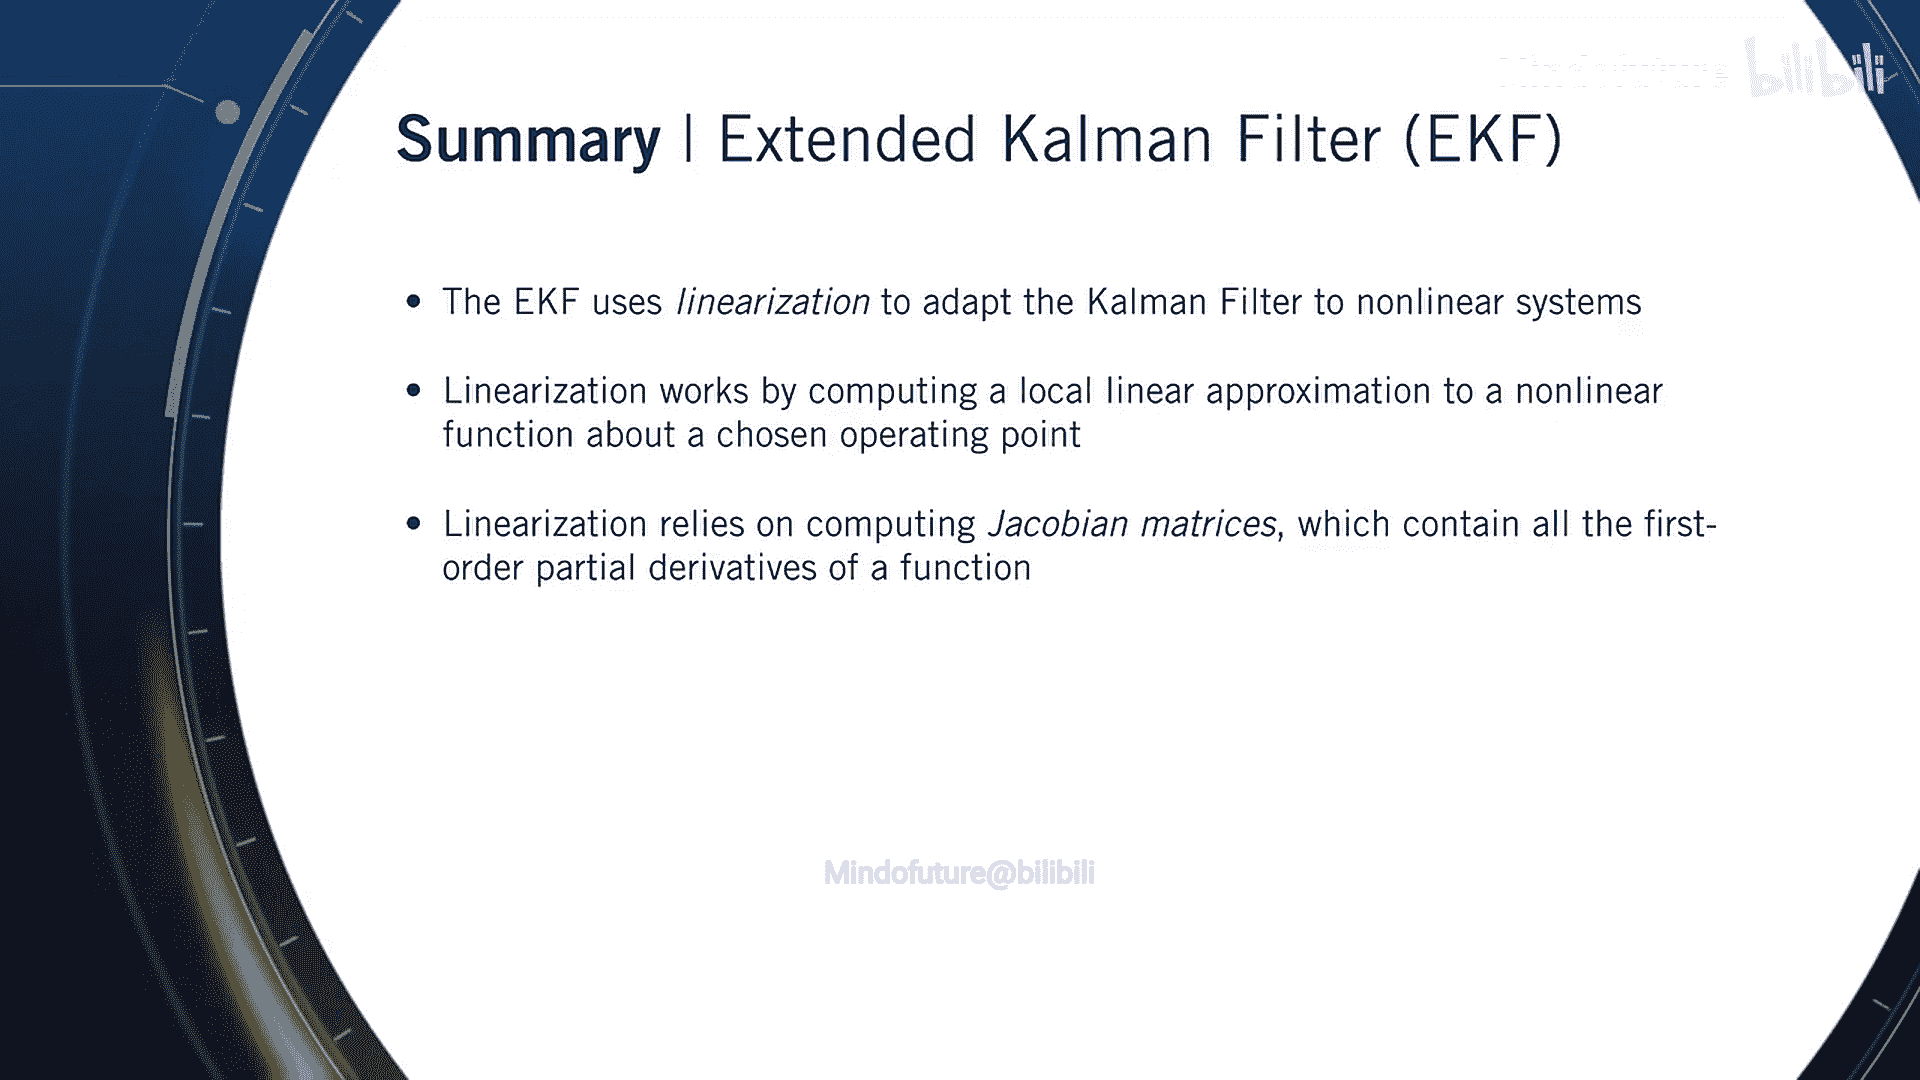 bilibili
Summary | Extended Kalman Filter (EKF)
• The EKF uses linearization to adapt the Kalman Filter to nonlinear systems
• Linearization works by computing a local linear approximation to a nonlinear
function about a chosen operating point
• Linearization relies on computing Jacobian matrices, which contain all the first-
order partial derivatives of a function
Mindofuture@bilibili